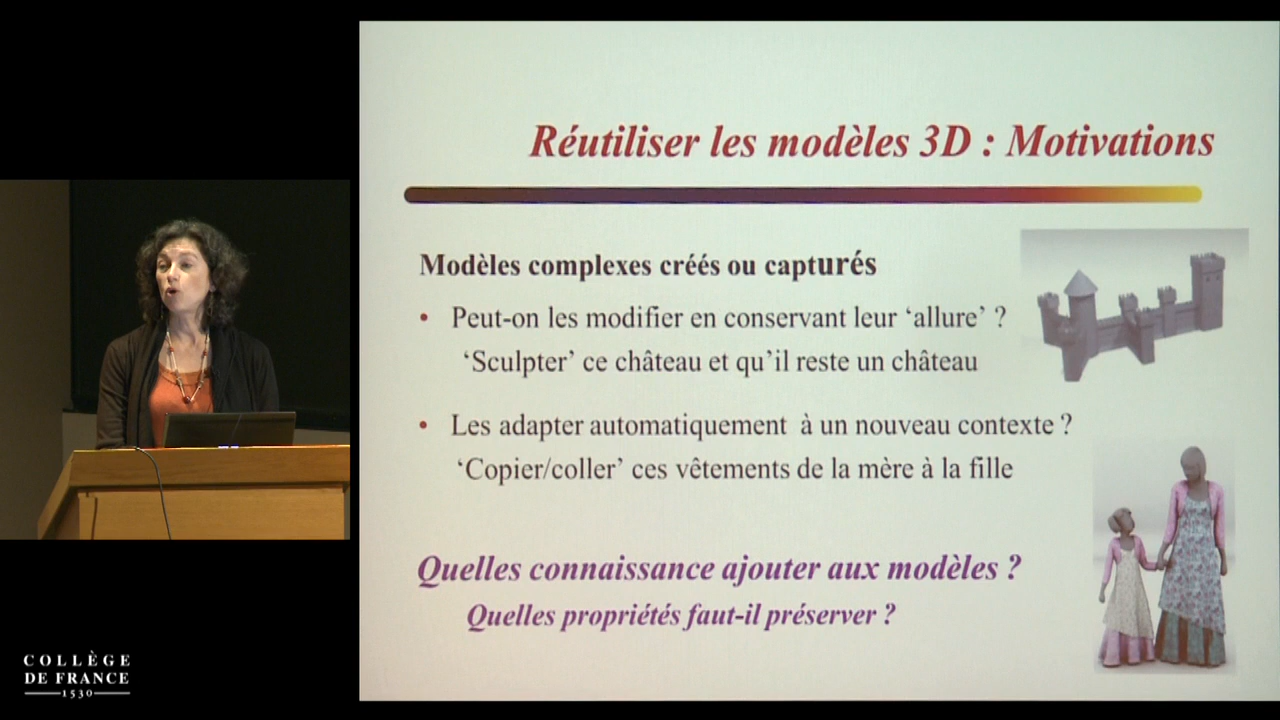 Réutiliser les modèles 3D : Motivations
Modèles complexes créés ou capturés
• Peut-on les modifier en conservant leur ‘allure’ ?
‘Sculpter’ ce château et qu’il reste un château
• Les adapter automatiquement à un nouveau contexte ?
‘Copier/coller’ ces vêtements de la mère à la fille
Quelles connaissance ajouter aux modèles ?
Quelles propriétés faut-il préserver ?
COLLÈGE
DE FRANCE
1530